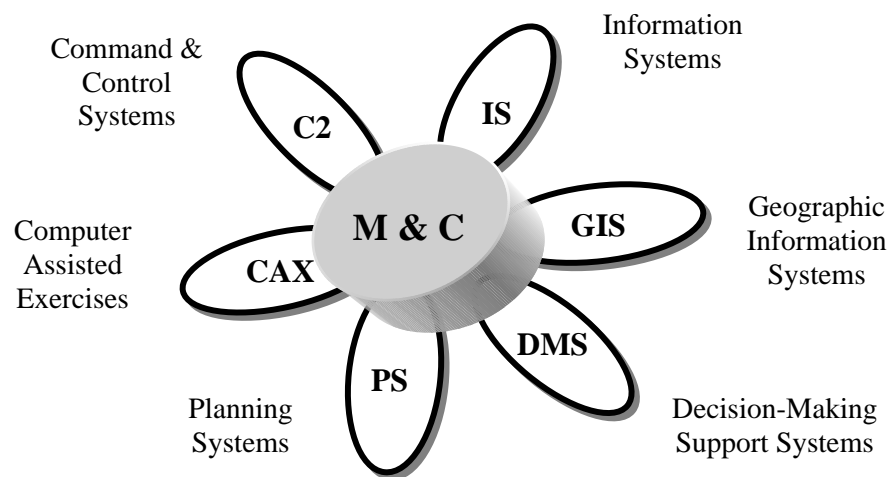 Command &
Control
Systems
Information
Systems
C2
IS
M & C
GIS
Geographic
Information
Systems
Computer
Assisted
Exercises
CAX
DMS
PS
Planning
Systems
Decision-Making
Support Systems